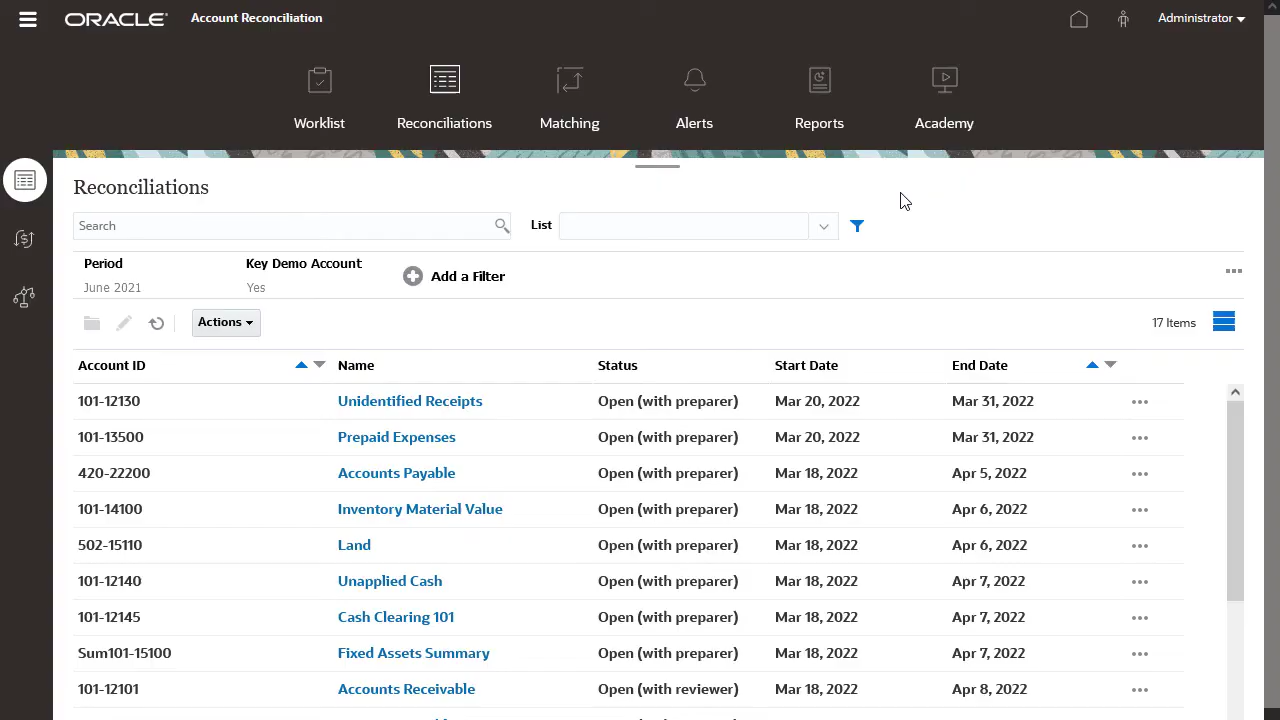 ORACLE Account Reconciliation Administrator
Worklist Reconciliations Matching Alerts Reports Academy
Reconciliations
Search List
Period Key Demo Account Add a Filter
June 2021 Yes
Actions 17 Items
Account ID Name Status Start Date End Date
101-12130 Unidentified Receipts Open (with preparer) Mar 20, 2022 Mar 31, 2022
101-13500 Prepaid Expenses Open (with preparer) Mar 20, 2022 Mar 31, 2022
420-22200 Accounts Payable Open (with preparer) Mar 18, 2022 Apr 5, 2022
101-14100 Inventory Material Value Open (with preparer) Mar 18, 2022 Apr 6, 2022
502-15110 Land Open (with preparer) Mar 18, 2022 Apr 6, 2022
101-12140 Unapplied Cash Open (with preparer) Mar 18, 2022 Apr 7, 2022
101-12145 Cash Clearing 101 Open (with preparer) Mar 18, 2022 Apr 7, 2022
Sum101-15100 Fixed Assets Summary Open (with preparer) Mar 18, 2022 Apr 7, 2022
101-12101 Accounts Receivable Open (with reviewer) Mar 18, 2022 Apr 8, 2022